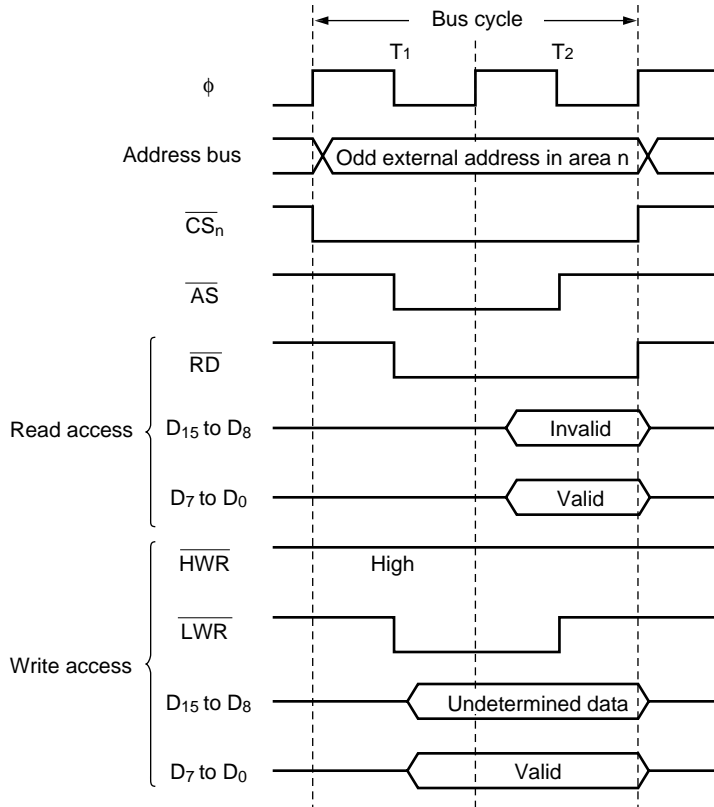 Bus cycle
T1 T2
ϕ
Address bus Odd external address in area n
CSn
AS
RD
Read access D15 to D8 Invalid
D7 to D0 Valid
HWR High
LWR
Write access D15 to D8 Undetermined data
D7 to D0 Valid